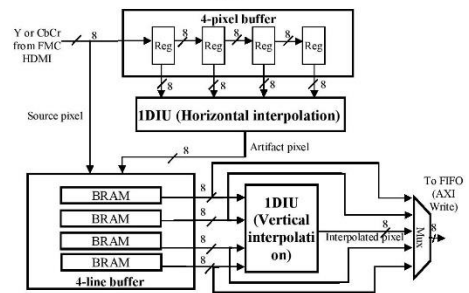 4-pixel buffer
Y or CbCr
from FMC
HDMI
8
8
8
8
Reg
Reg
Reg
Reg
8
8
8
8
1DIU (Horizontal interpolation)
Source pixel
8
Artifact pixel
BRAM
BRAM
BRAM
BRAM
4-line buffer
8
8
8
8
1DIU
(Vertical
interpolati
on)
8
Interpolated pixel
Mux
8
To FIFO
(AXI
Write)